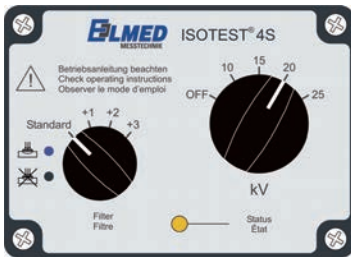 ELMED ISOTEST® 4S
MESSTECHNIK
Betriebsanleitung beachten
Check operating instructions
Observer le mode d'emploi
Standard +1 +2 +3
OFF 10 15 20 25
kV
Filter
Filtre
Status
État